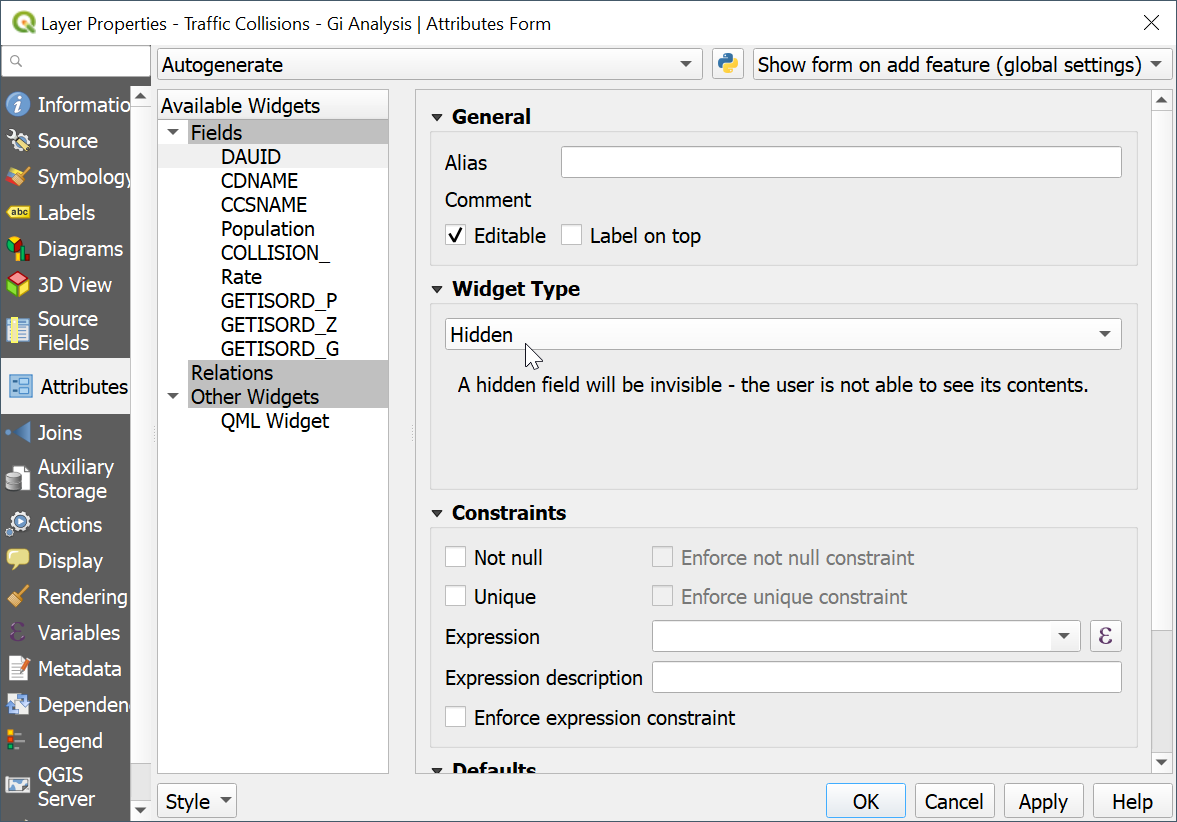 Layer Properties - Traffic Collisions - Gi Analysis | Attributes Form
Autogenerate
Show form on add feature (global settings)
Informatio
Source
Symbology
Labels
Diagrams
3D View
Source
Fields
Attributes
Joins
Auxiliary
Storage
Actions
Display
Rendering
Variables
Metadata
Dependen
Legend
QGIS
Server
Available Widgets
Fields
DAUID
CDNAME
CCSNAME
Population
COLLISION_
Rate
GETISORD_P
GETISORD_Z
GETISORD_G
Relations
Other Widgets
QML Widget
General
Alias
Comment
Editable
Label on top
Widget Type
Hidden
A hidden field will be invisible - the user is not able to see its contents.
Constraints
Not null
Enforce not null constraint
Unique
Enforce unique constraint
Expression
ε
Expression description
Enforce expression constraint
Defaults
Style
OK
Cancel
Apply
Help